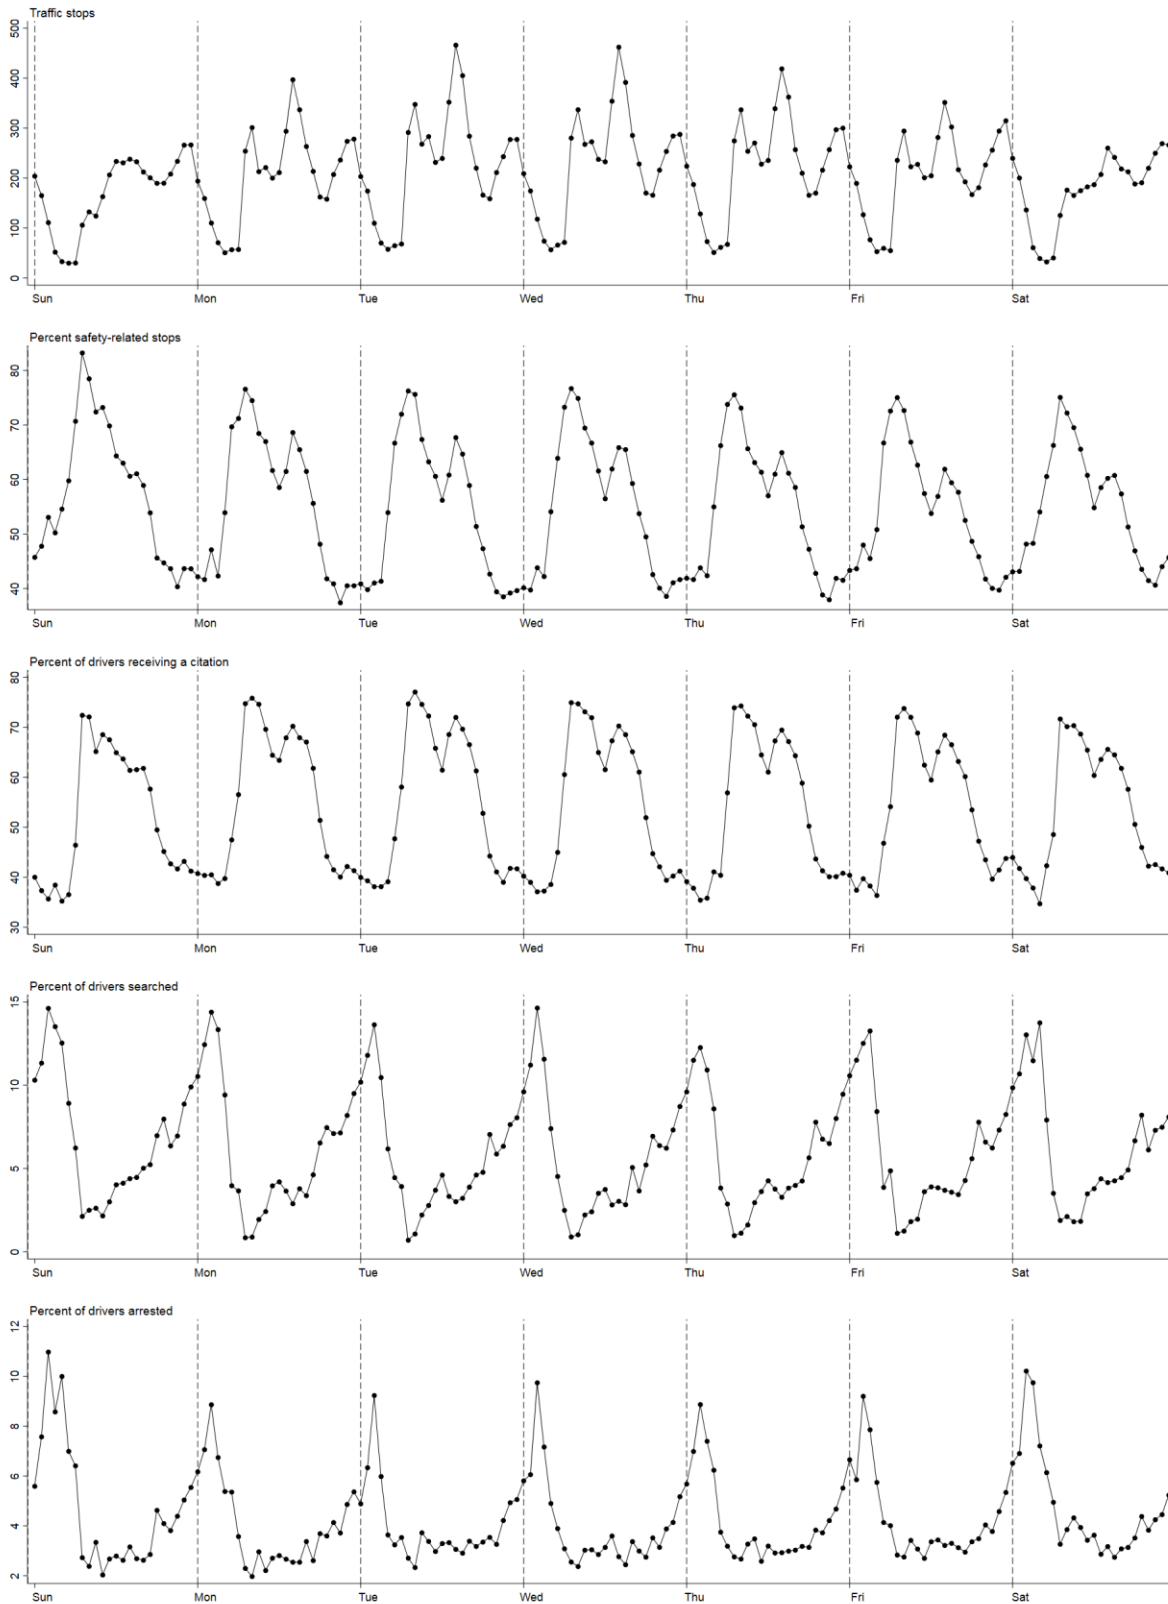 Traffic stops
500
400
300
200
100
0
Sun Mon Tue Wed Thu Fri Sat
Percent safety-related stops
80
70
60
50
40
Sun Mon Tue Wed Thu Fri Sat
Percent of drivers receiving a citation
80
70
60
50
40
30
Sun Mon Tue Wed Thu Fri Sat
Percent of drivers searched
15
10
5
0
Sun Mon Tue Wed Thu Fri Sat
Percent of drivers arrested
12
10
8
6
4
2
Sun Mon Tue Wed Thu Fri Sat